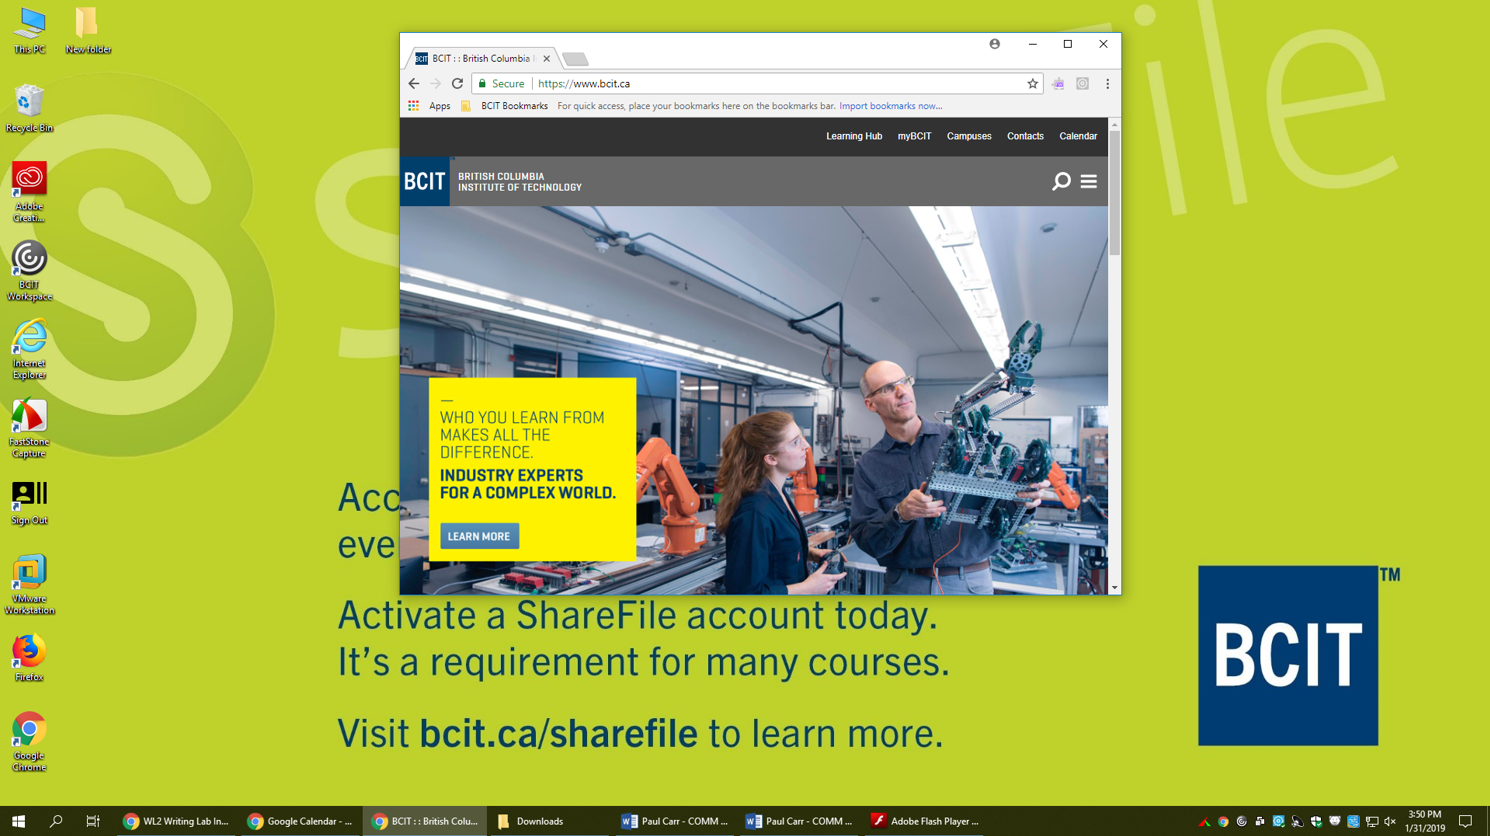 This PC
New folder
Recycle Bin
Adobe
Creati...
BCIT
Workspace
Internet
Explorer
FastStone
Capture
Sign Out
VMware
Workstation
Firefox
Google
Chrome
S sfile
BCIT : : British Columbia I
Secure
https://www.bcit.ca
Apps
BCIT Bookmarks
For quick access, place your bookmarks here on the bookmarks bar. Import bookmarks now...
Learning Hub myBCIT Campuses Contacts Calendar
BCIT
BRITISH COLUMBIA
INSTITUTE OF TECHNOLOGY
WHO YOU LEARN FROM
MAKES ALL THE
DIFFERENCE.
INDUSTRY EXPERTS
FOR A COMPLEX WORLD.
LEARN MORE
Acc
eve
Activate a ShareFile account today.
It's a requirement for many courses.
Visit bcit.ca/sharefile to learn more.
BCIT™
WL2 Writing Lab In...
Google Calendar - ...
BCIT : : British Colu...
Downloads
Paul Carr - COMM ...
Paul Carr - COMM ...
Adobe Flash Player ...
3:50 PM
1/31/2019